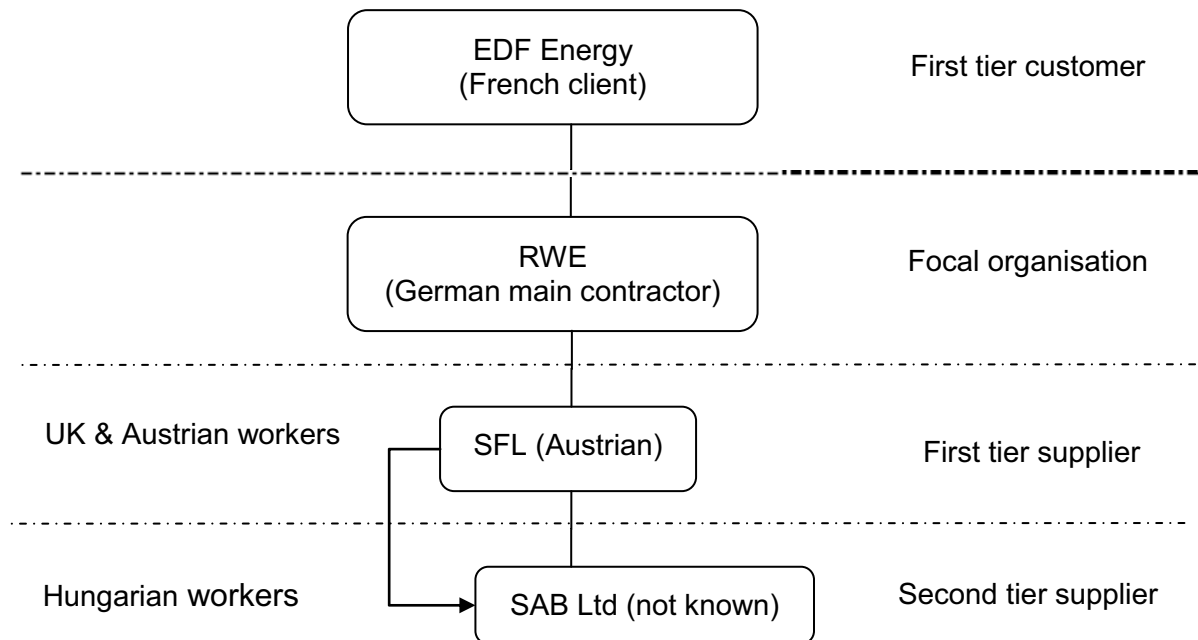 EDF Energy
(French client)
First tier customer
RWE
(German main contractor)
Focal organisation
UK & Austrian workers
SFL (Austrian)
First tier supplier
Hungarian workers
SAB Ltd (not known)
Second tier supplier